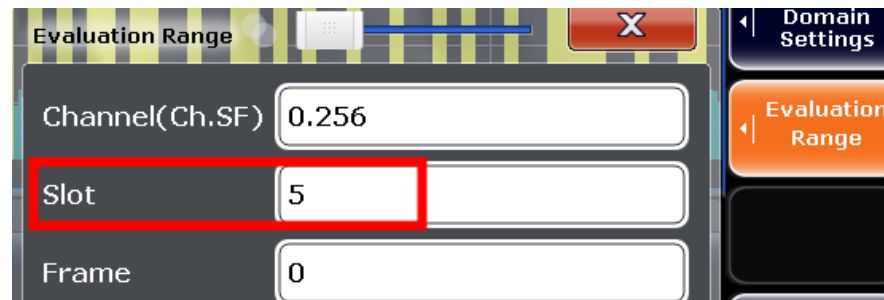 Evaluation Range
X
Domain
Settings
Channel(Ch.SF) 0.256
Evaluation
Range
Slot 5
Frame 0